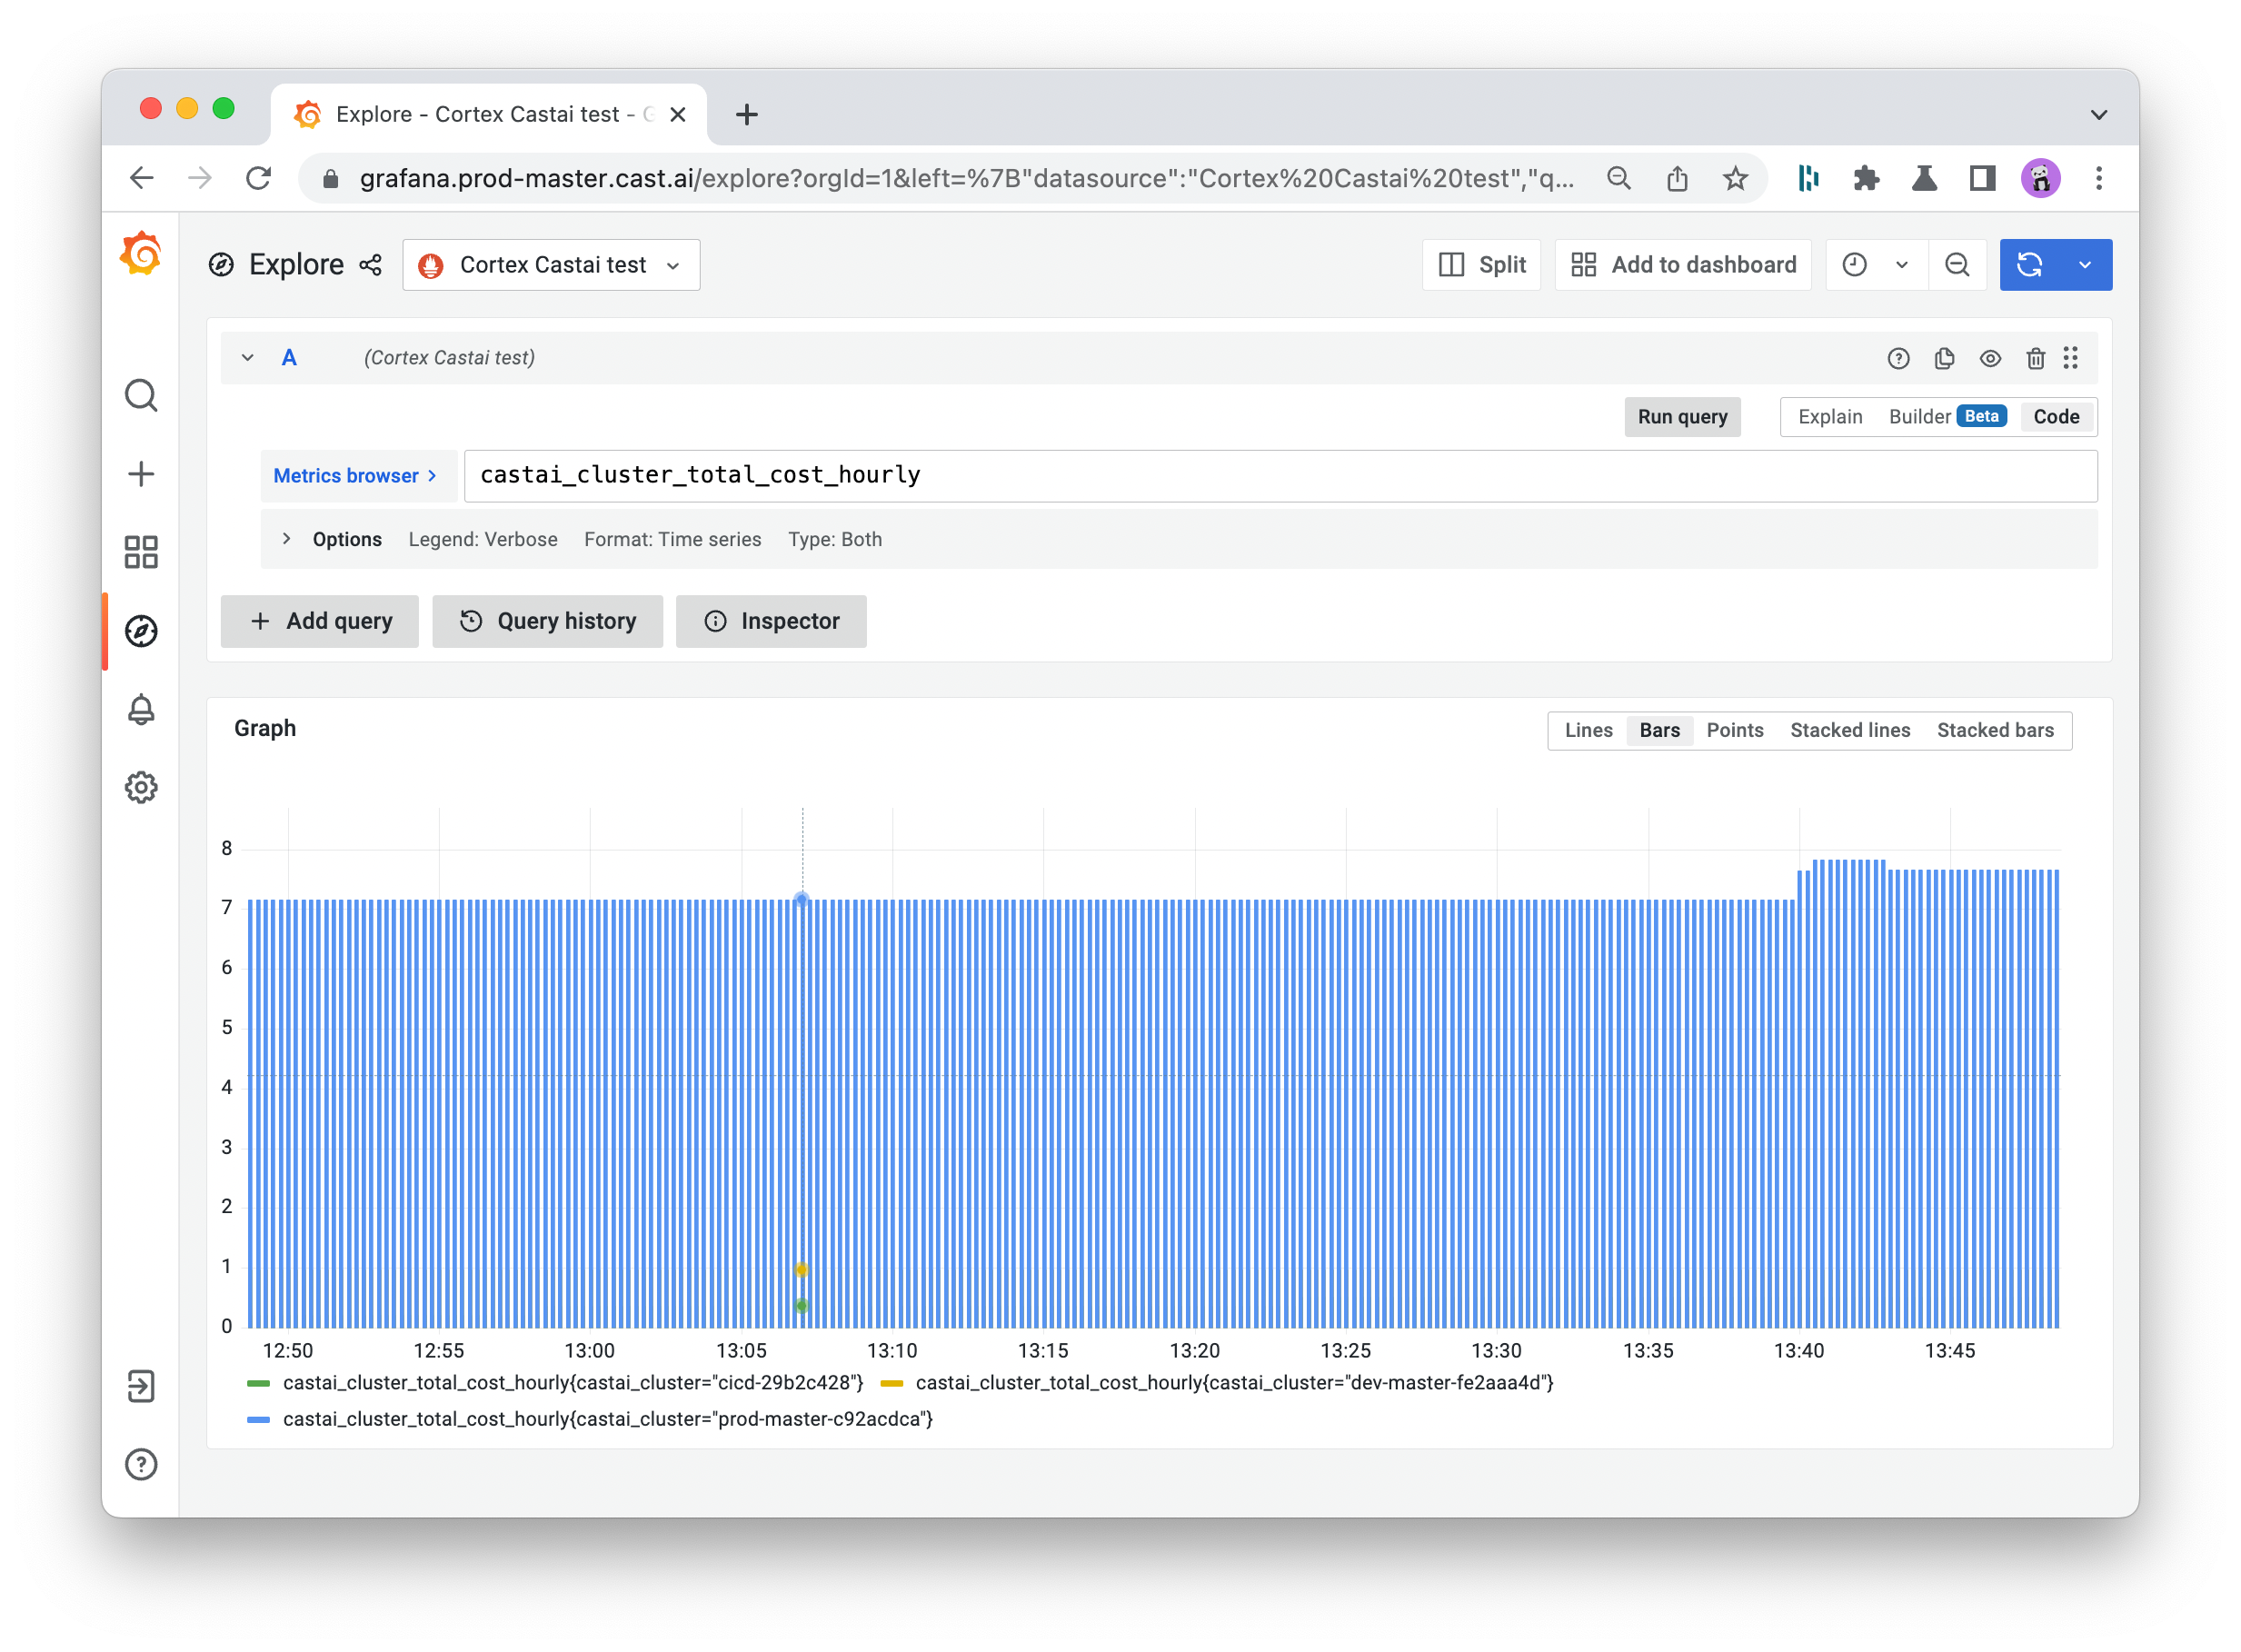 Explore - Cortex Castai test - G
grafana.prod-master.cast.ai/explore?orgId=1&left=%7B"datasource":"Cortex%20Castai%20test","q...
Explore Cortex Castai test Split Add to dashboard
A (Cortex Castai test)
Run query Explain Builder Beta Code
Metrics browser > castai_cluster_total_cost_hourly
Options Legend: Verbose Format: Time series Type: Both
Add query Query history Inspector
Graph Lines Bars Points Stacked lines Stacked bars
8
7
6
5
4
3
2
1
0
12:50 12:55 13:00 13:05 13:10 13:15 13:20 13:25 13:30 13:35 13:40 13:45
castai_cluster_total_cost_hourly{castai_cluster="cicd-29b2c428"} castai_cluster_total_cost_hourly{castai_cluster="dev-master-fe2aaa4d"}
castai_cluster_total_cost_hourly{castai_cluster="prod-master-c92acdca"}